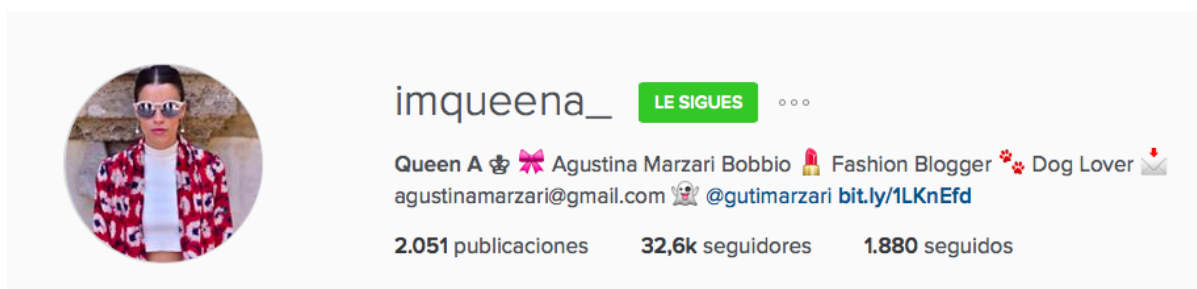 imqueena_ LE SIGUES
Queen A ♚ 🎀 Agustina Marzari Bobbio 💄 Fashion Blogger 🐾 Dog Lover 📩
agustinamarzari@gmail.com 👻 @gutimarzari bit.ly/1LKnEfd
2.051 publicaciones 32,6k seguidores 1.880 seguidos